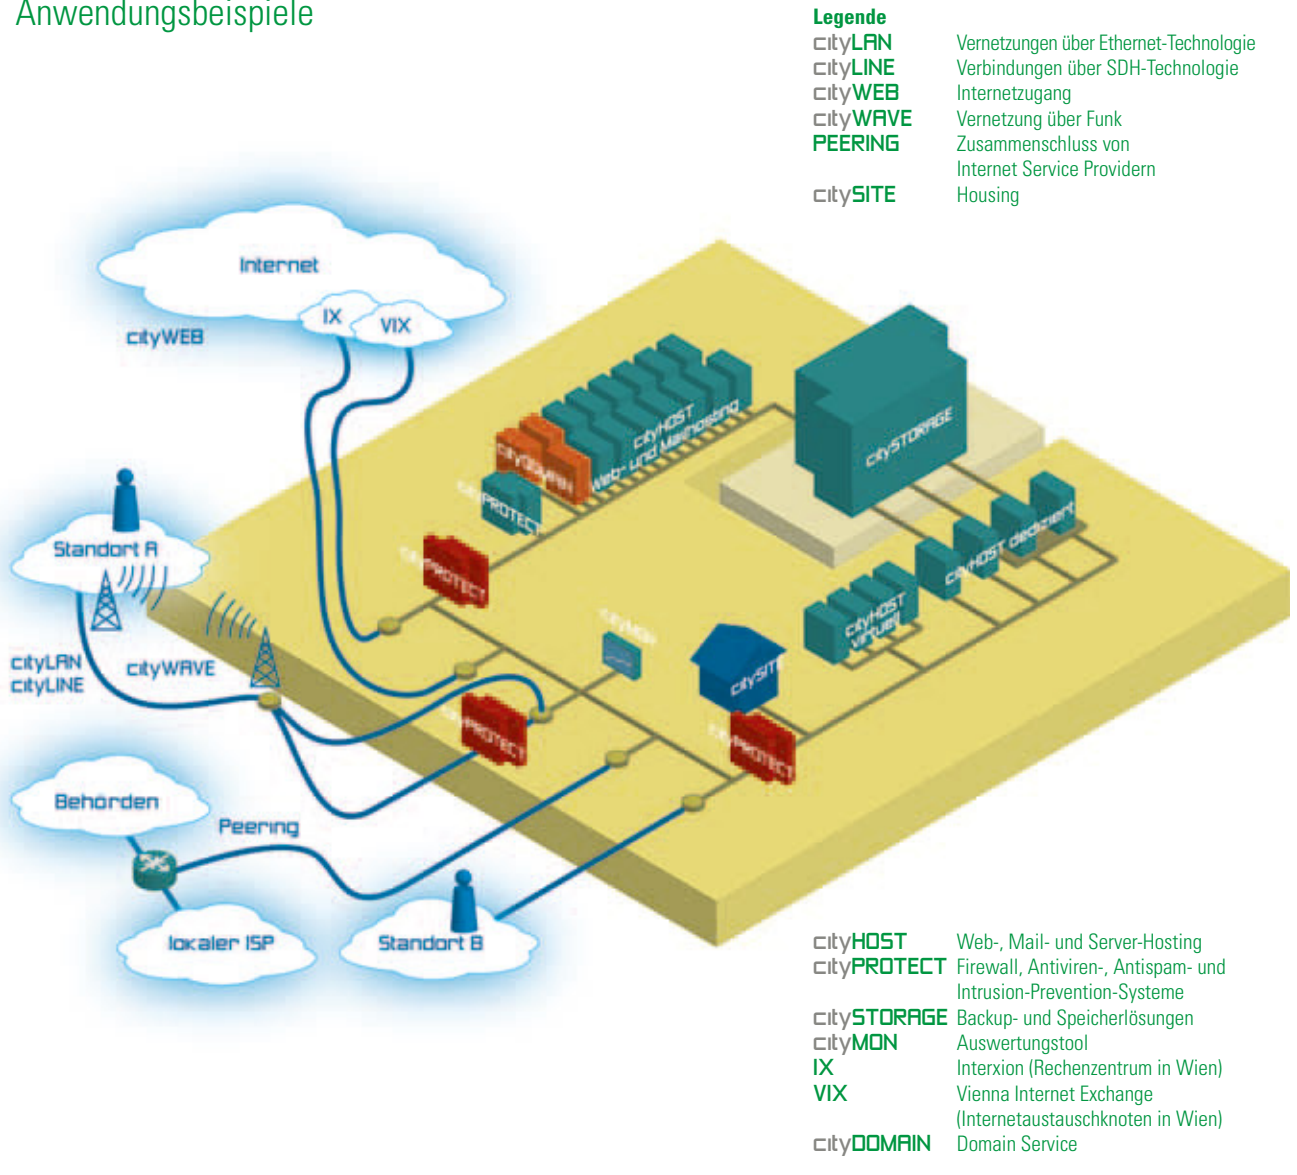 Anwendungsbeispiele
Legende
cityLAN Vernetzungen über Ethernet-Technologie
cityLINE Verbindungen über SDH-Technologie
cityWEB Internetzugang
cityWAVE Vernetzung über Funk
PEERING Zusammenschluss von
Internet Service Providern
citySITE Housing
Internet
IX
VIX
cityWEB
cityHOST
Web- und Mailhosting
cityDOMAIN
cityPROTECT
citySTORAGE
cityPROTECT
cityHOST dediziert
cityHOST
virtuell
cityMON
citySITE
cityPROTECT
cityPROTECT
Standort A
cityLAN
cityLINE
cityWAVE
Behörden
Peering
lokaler ISP
Standort B
cityHOST Web-, Mail- und Server-Hosting
cityPROTECT Firewall, Antiviren-, Antispam- und
Intrusion-Prevention-Systeme
citySTORAGE Backup- und Speicherlösungen
cityMON Auswertungstool
IX Interxion (Rechenzentrum in Wien)
VIX Vienna Internet Exchange
(Internetaustauschknoten in Wien)
cityDOMAIN Domain Service